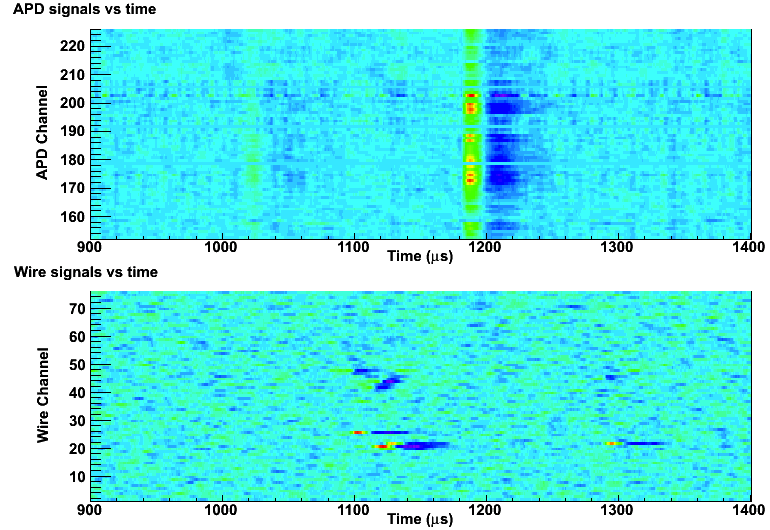 APD signals vs time
APD Channel
220
210
200
190
180
170
160
900 1000 1100 1200 1300 1400
Time (μs)
Wire signals vs time
Wire Channel
70
60
50
40
30
20
10
900 1000 1100 1200 1300 1400
Time (μs)